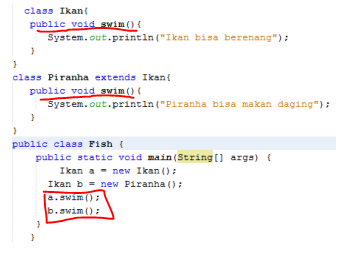 class Ikan{
public void swim(){
System.out.println("Ikan bisa berenang");
}
}
class Piranha extends Ikan{
public void swim(){
System.out.println("Piranha bisa makan daging");
}
}
public class Fish {
public static void main(String[] args) {
Ikan a = new Ikan();
Ikan b = new Piranha();
a.swim();
b.swim();
}
}